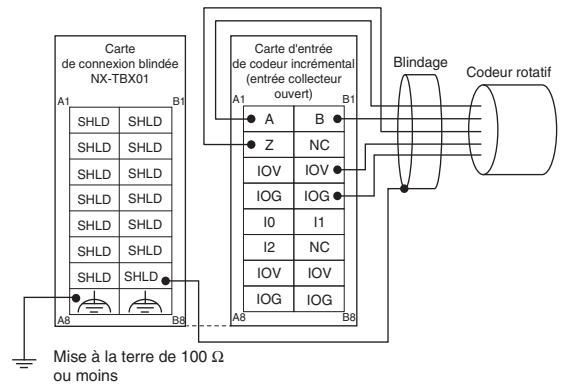 Carte
de connexion blindée
NX-TBX01
A1 B1
SHLD SHLD
SHLD SHLD
SHLD SHLD
SHLD SHLD
SHLD SHLD
SHLD SHLD
SHLD SHLD
A8 B8
Mise à la terre de 100 Ω
ou moins
Carte d'entrée
de codeur incrémental
(entrée collecteur
ouvert)
A1 B1
A B
Z NC
IOV IOV
IOG IOG
I0 I1
I2 NC
IOV IOV
IOG IOG
A8 B8
Blindage
Codeur rotatif